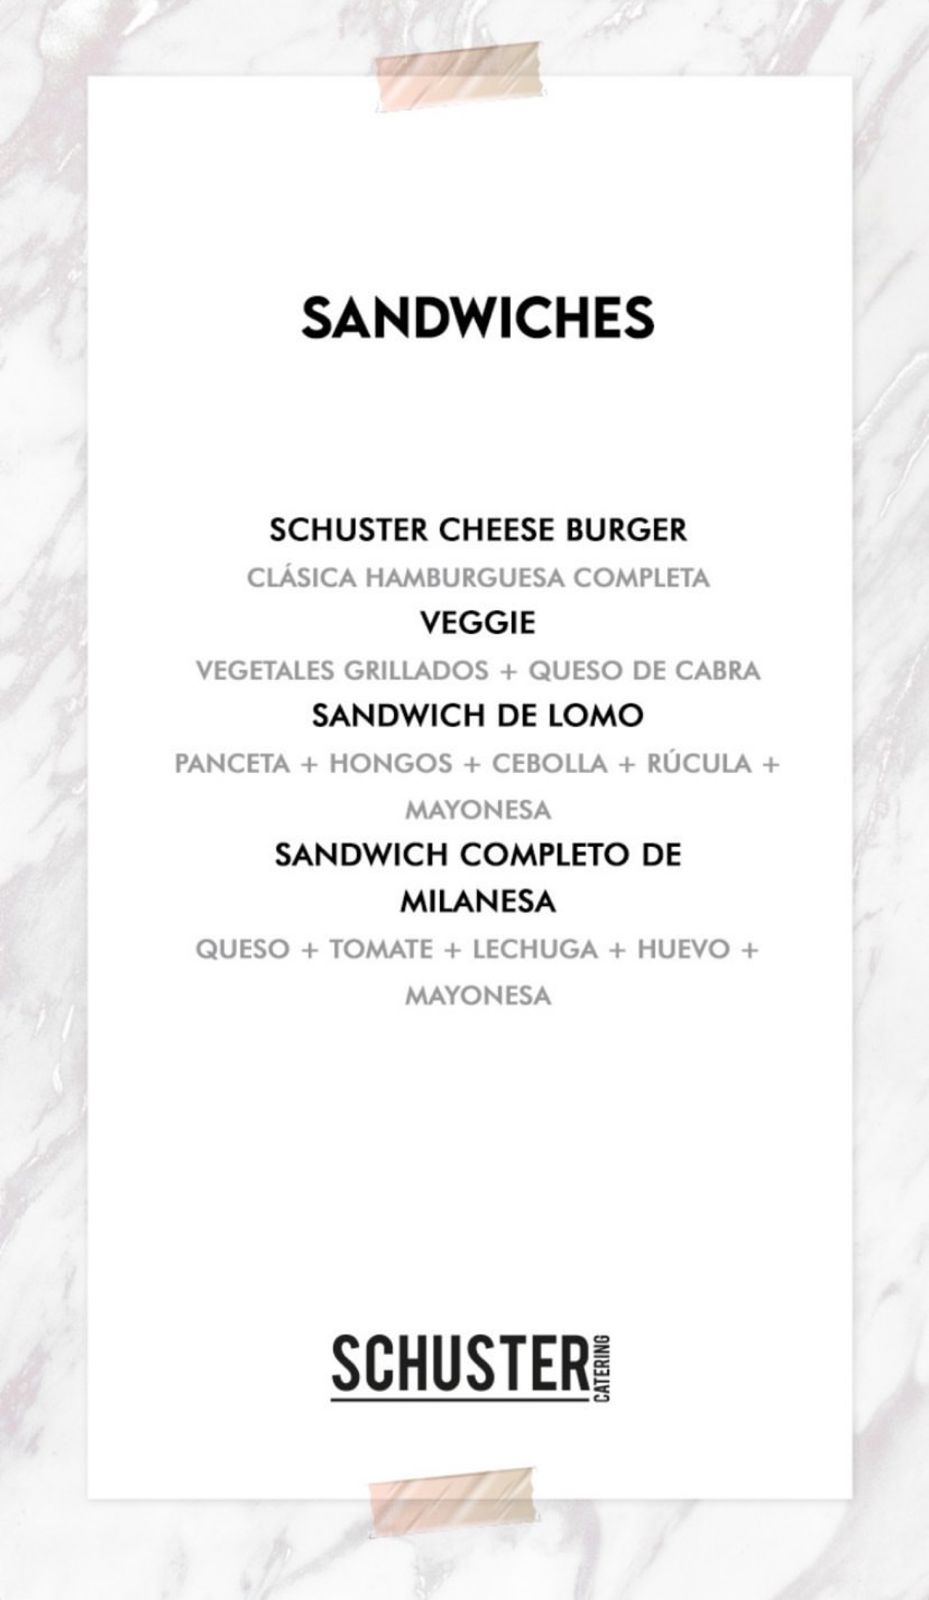 SANDWICHES
SCHUSTER CHEESE BURGER
CLÁSICA HAMBURGUESA COMPLETA
VEGGIE
VEGETALES GRILLADOS + QUESO DE CABRA
SANDWICH DE LOMO
PANCETA + HONGOS + CEBOLLA + RÚCULA +
MAYONESA
SANDWICH COMPLETO DE
MILANESA
QUESO + TOMATE + LECHUGA + HUEVO +
MAYONESA
SCHUSTER CATERING